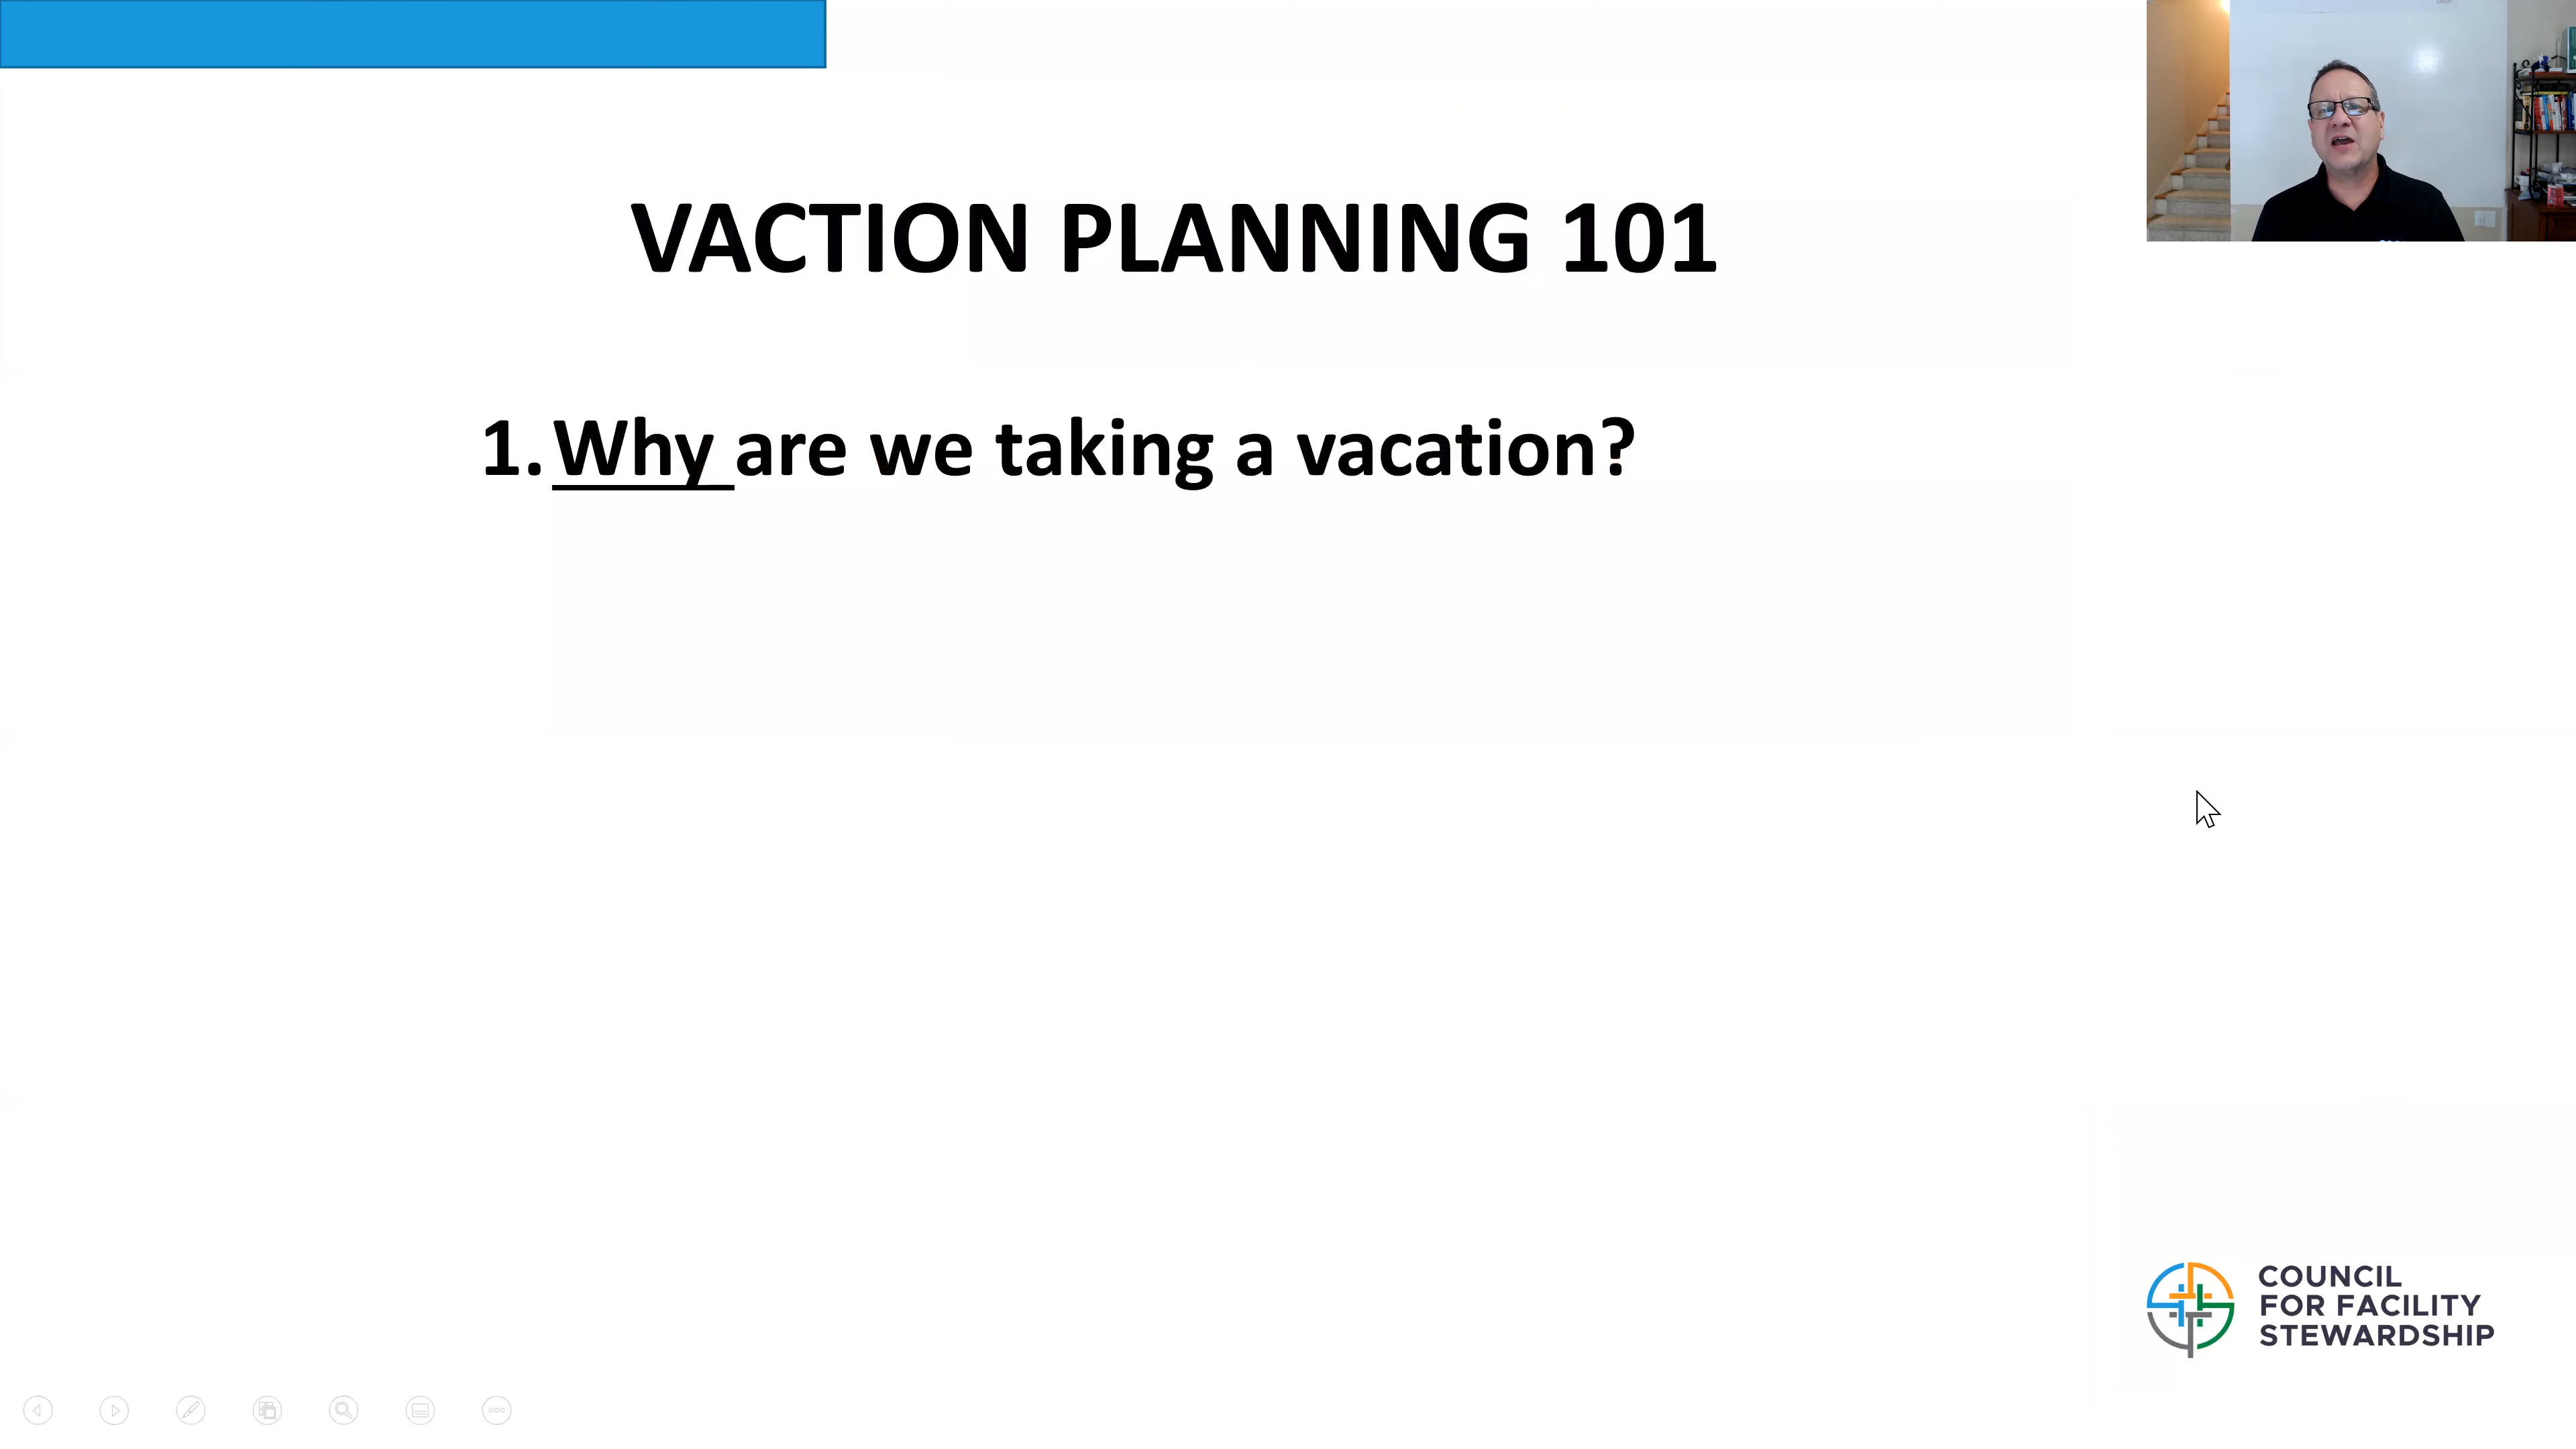 VACTION PLANNING 101
1. Why are we taking a vacation?
COUNCIL
FOR FACILITY
STEWARDSHIP